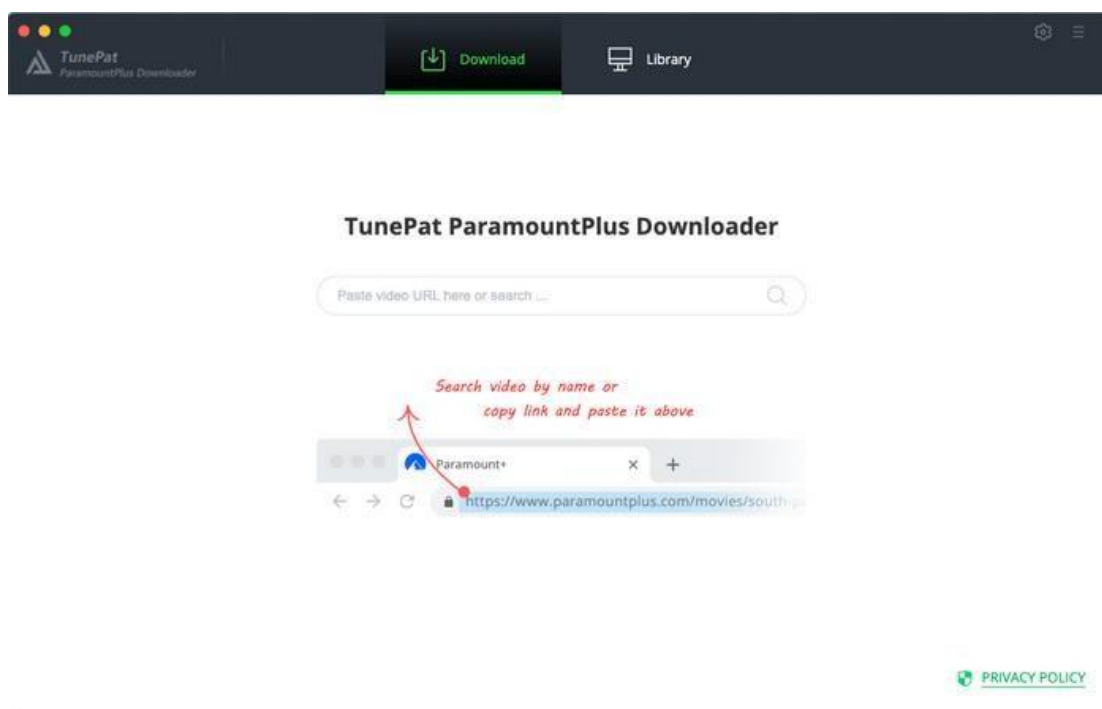 TunePat
ParamountPlus Downloader
Download
Library
TunePat ParamountPlus Downloader
Paste video URL here or search ...
Search video by name or
copy link and paste it above
Paramount+
https://www.paramountplus.com/movies/south-p
PRIVACY POLICY